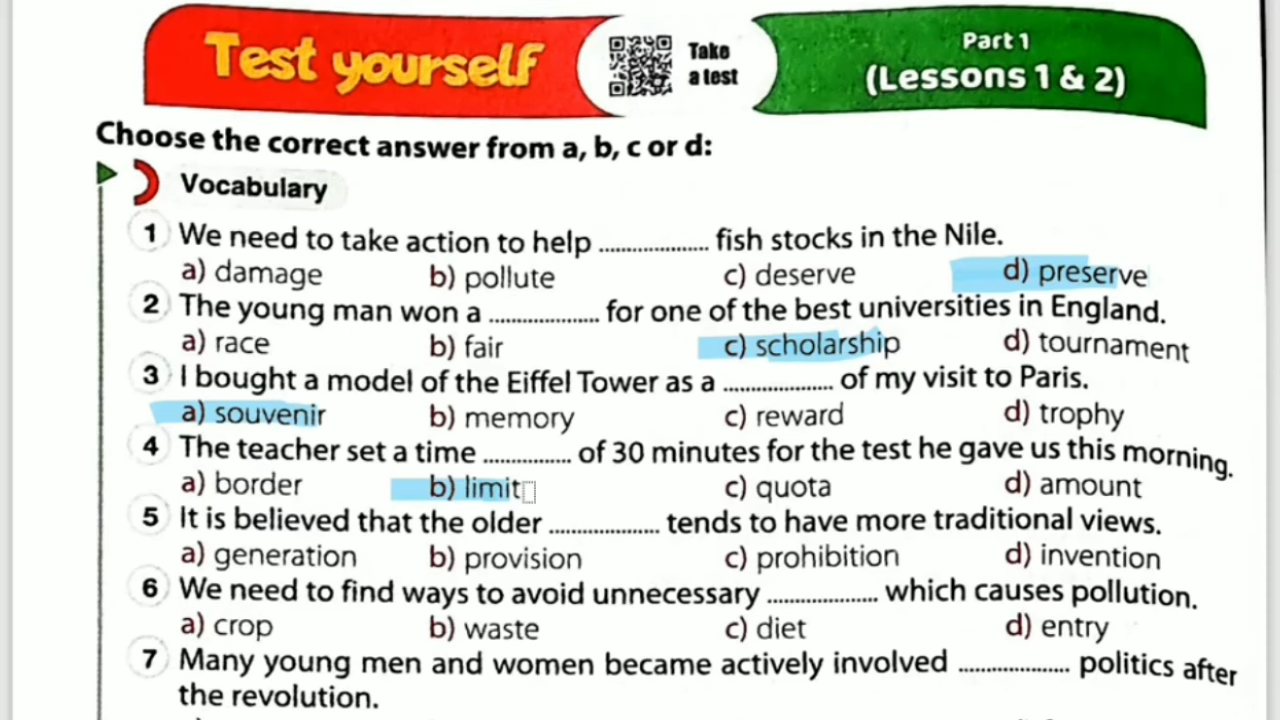 Test yourself
Take
a test
Part 1
(Lessons 1 & 2)
Choose the correct answer from a, b, c or d:
Vocabulary
1 We need to take action to help .................... fish stocks in the Nile.
a) damage b) pollute c) deserve d) preserve
2 The young man won a .................... for one of the best universities in England.
a) race b) fair c) scholarship d) tournament
3 I bought a model of the Eiffel Tower as a .................... of my visit to Paris.
a) souvenir b) memory c) reward d) trophy
4 The teacher set a time ................ of 30 minutes for the test he gave us this morning.
a) border b) limit c) quota d) amount
5 It is believed that the older .................... tends to have more traditional views.
a) generation b) provision c) prohibition d) invention
6 We need to find ways to avoid unnecessary .................... which causes pollution.
a) crop b) waste c) diet d) entry
7 Many young men and women became actively involved .................... politics after
the revolution.